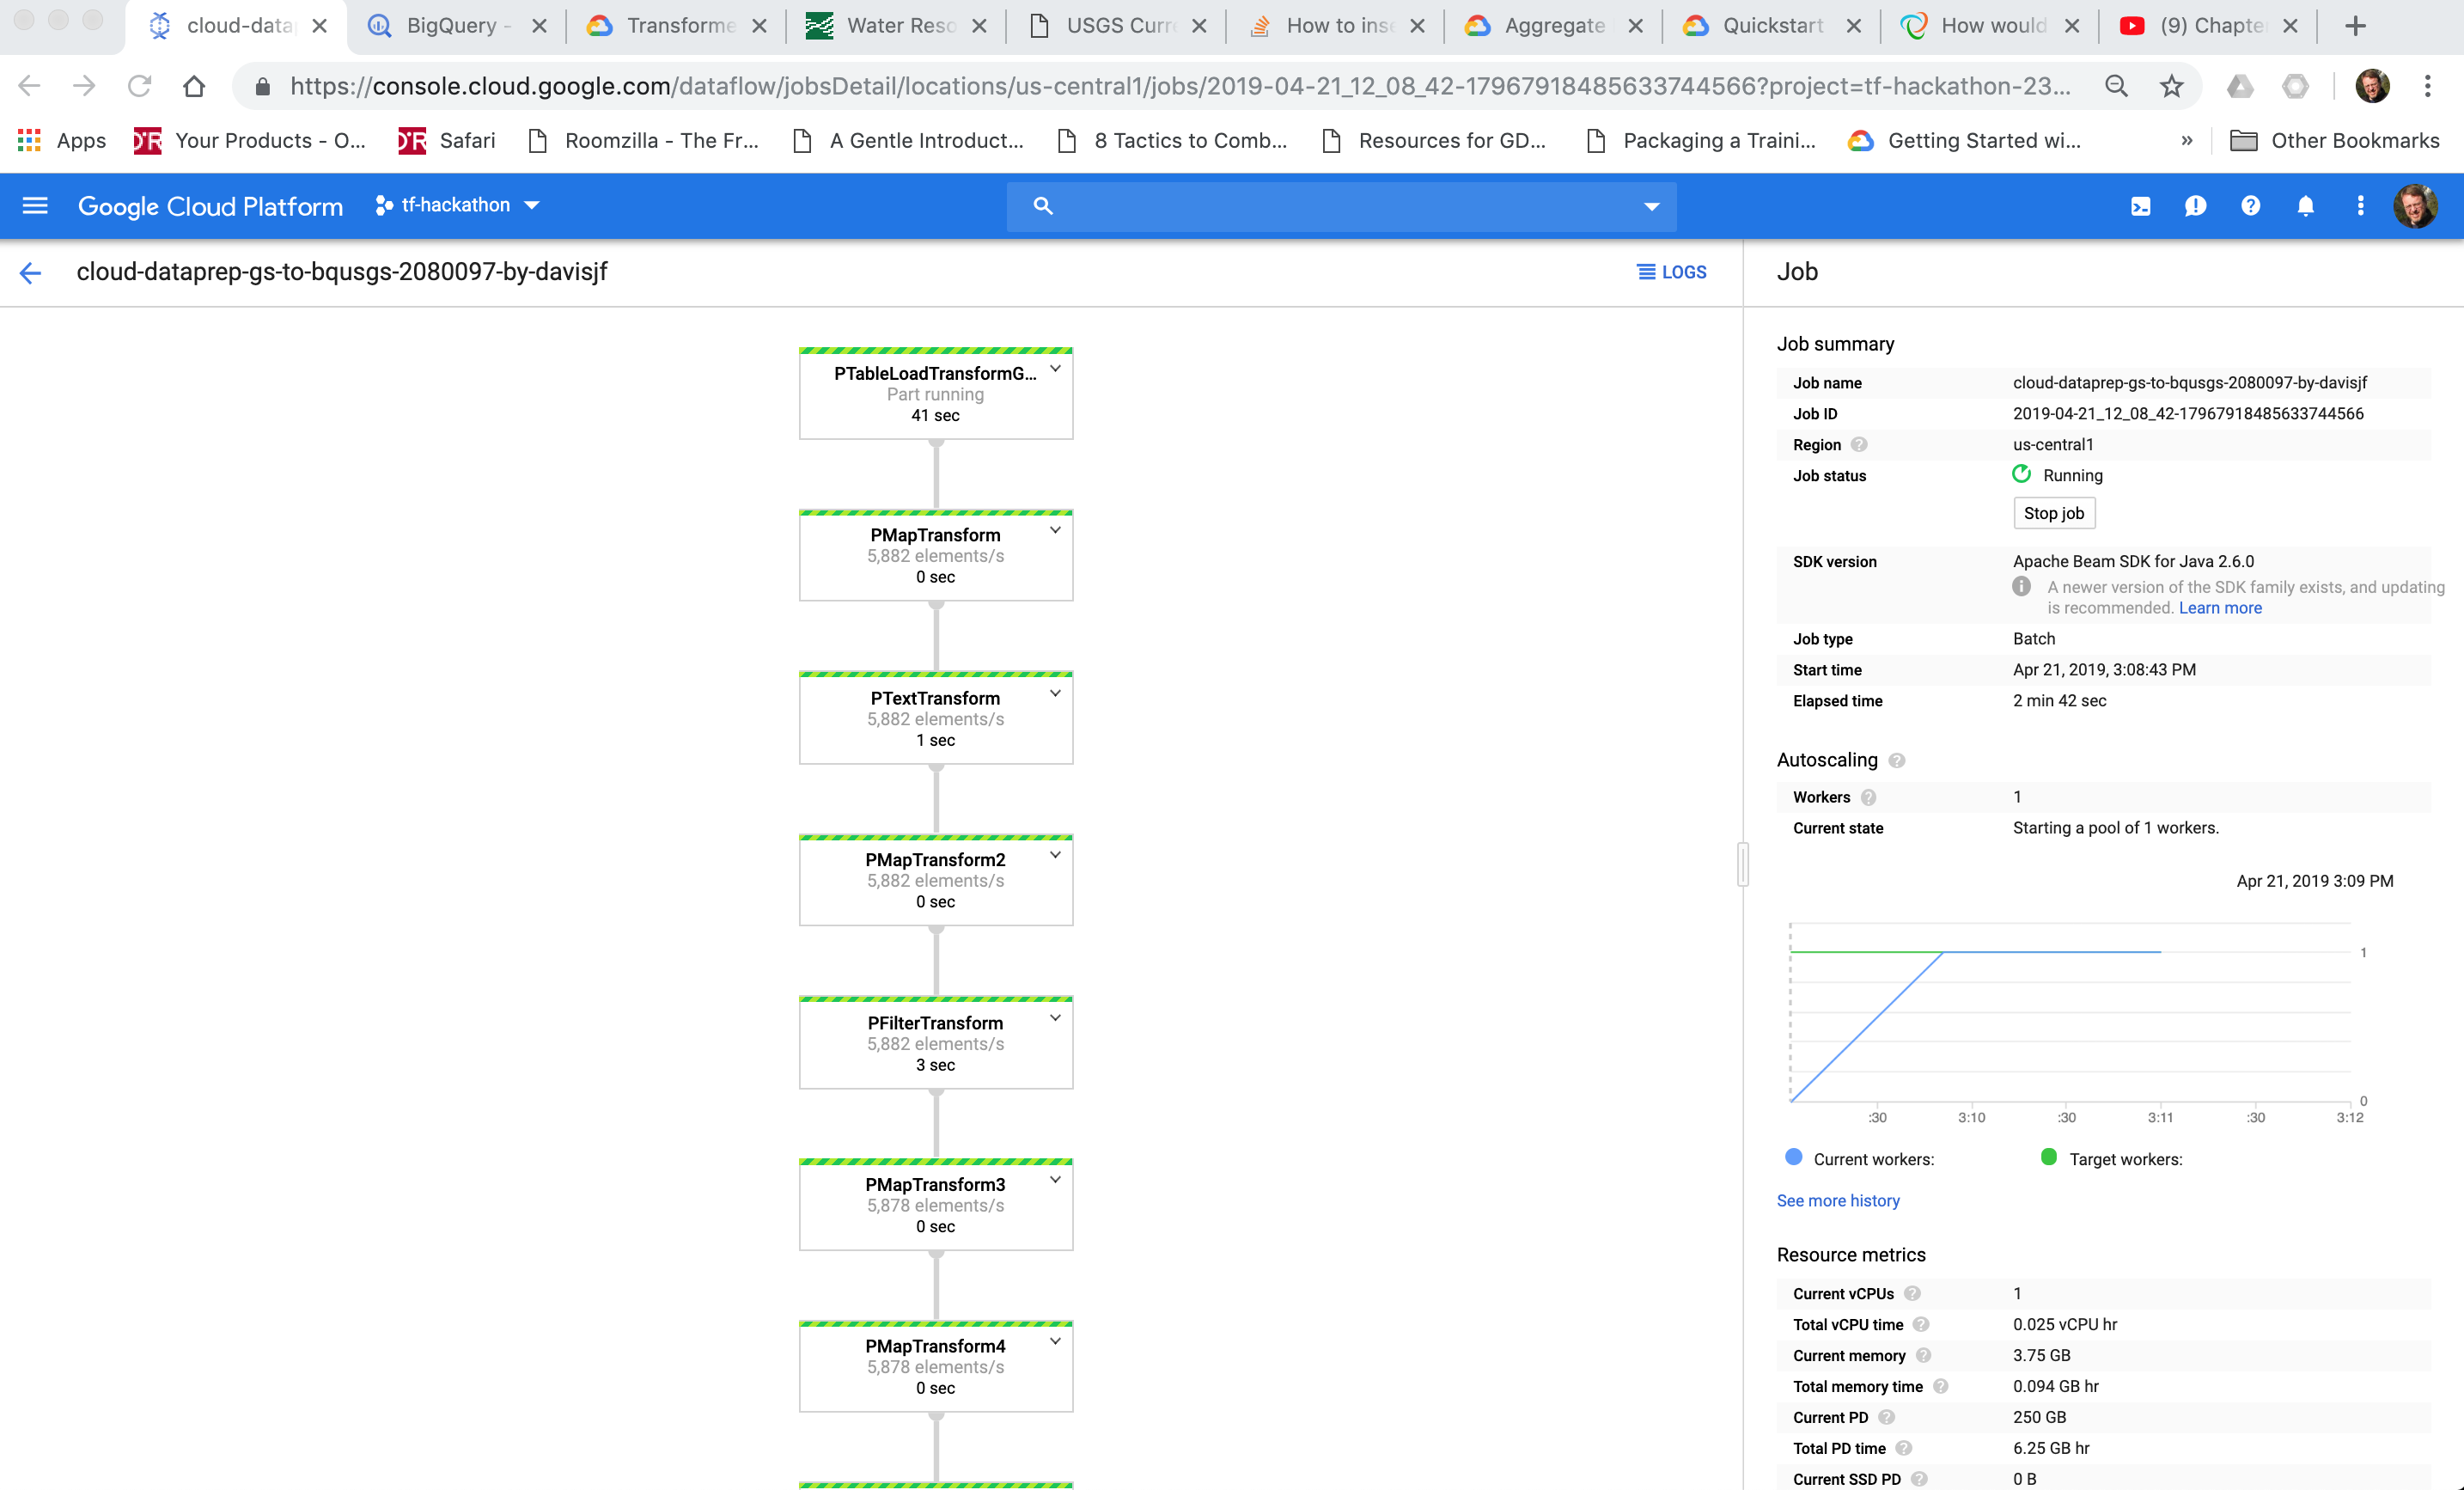 cloud-data
BigQuery -
Transforme
Water Reso
USGS Curr
How to inse
Aggregate
Quickstart
How would
(9) Chapte
https://console.cloud.google.com/dataflow/jobsDetail/locations/us-central1/jobs/2019-04-21_12_08_42-17967918485633744566?project=tf-hackathon-23...
Apps
Your Products - O...
Safari
Roomzilla - The Fr...
A Gentle Introduct...
8 Tactics to Comb...
Resources for GD...
Packaging a Traini...
Getting Started wi...
»
Other Bookmarks
Google Cloud Platform
tf-hackathon
cloud-dataprep-gs-to-bqusgs-2080097-by-davisjf
LOGS
PTableLoadTransformG...
Part running
41 sec
PMapTransform
5,882 elements/s
0 sec
PTextTransform
5,882 elements/s
1 sec
PMapTransform2
5,882 elements/s
0 sec
PFilterTransform
5,882 elements/s
3 sec
PMapTransform3
5,878 elements/s
0 sec
PMapTransform4
5,878 elements/s
0 sec
Job
Job summary
Job name cloud-dataprep-gs-to-bqusgs-2080097-by-davisjf
Job ID 2019-04-21_12_08_42-17967918485633744566
Region us-central1
Job status Running
Stop job
SDK version Apache Beam SDK for Java 2.6.0
A newer version of the SDK family exists, and updating
is recommended. Learn more
Job type Batch
Start time Apr 21, 2019, 3:08:43 PM
Elapsed time 2 min 42 sec
Autoscaling
Workers 1
Current state Starting a pool of 1 workers.
Apr 21, 2019 3:09 PM
1
0
:30 3:10 :30 3:11 :30 3:12
Current workers: Target workers:
See more history
Resource metrics
Current vCPUs 1
Total vCPU time 0.025 vCPU hr
Current memory 3.75 GB
Total memory time 0.094 GB hr
Current PD 250 GB
Total PD time 6.25 GB hr
Current SSD PD 0 B